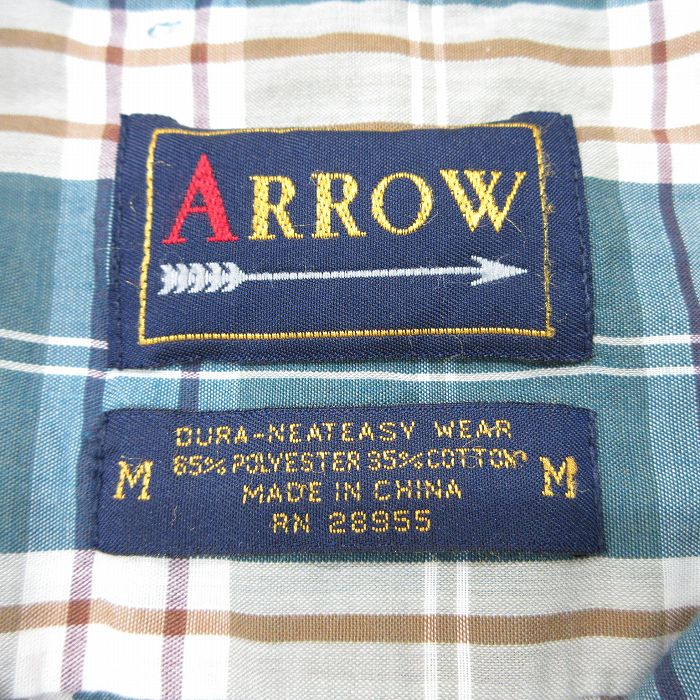 ARROW
DURA-NEATEASY WEAR
M 65% POLYESTER 35% COTTON M
MADE IN CHINA
RN 28955